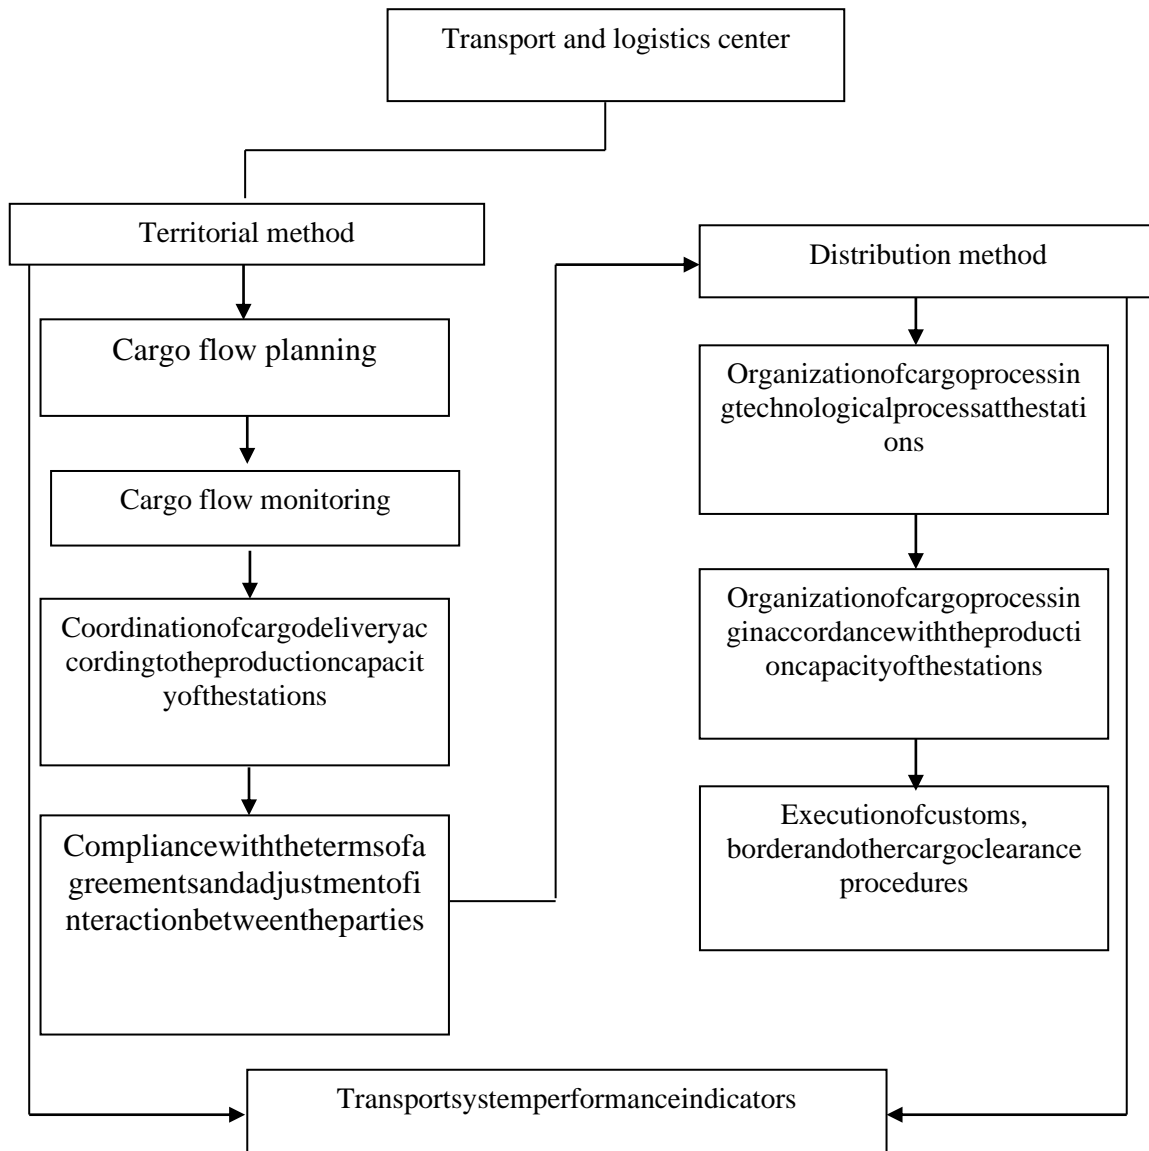 Transport and logistics center
Territorial method
Cargo flow planning
Cargo flow monitoring
Coordinationofcargodeliveryac
cordingtotheproductioncapacit
yofthestations
Compliancewiththetermsofa
greementsandadjustmentofi
nteractionbetweentheparties
Distribution method
Organizationofcargoprocessin
gtechnologicalprocessatthestati
ons
Organizationofcargoprocessin
ginaccordancewiththeproducti
oncapacityofthestations
Executionofcustoms,
borderandothercargoclearance
procedures
Transportsystemperformanceindicators